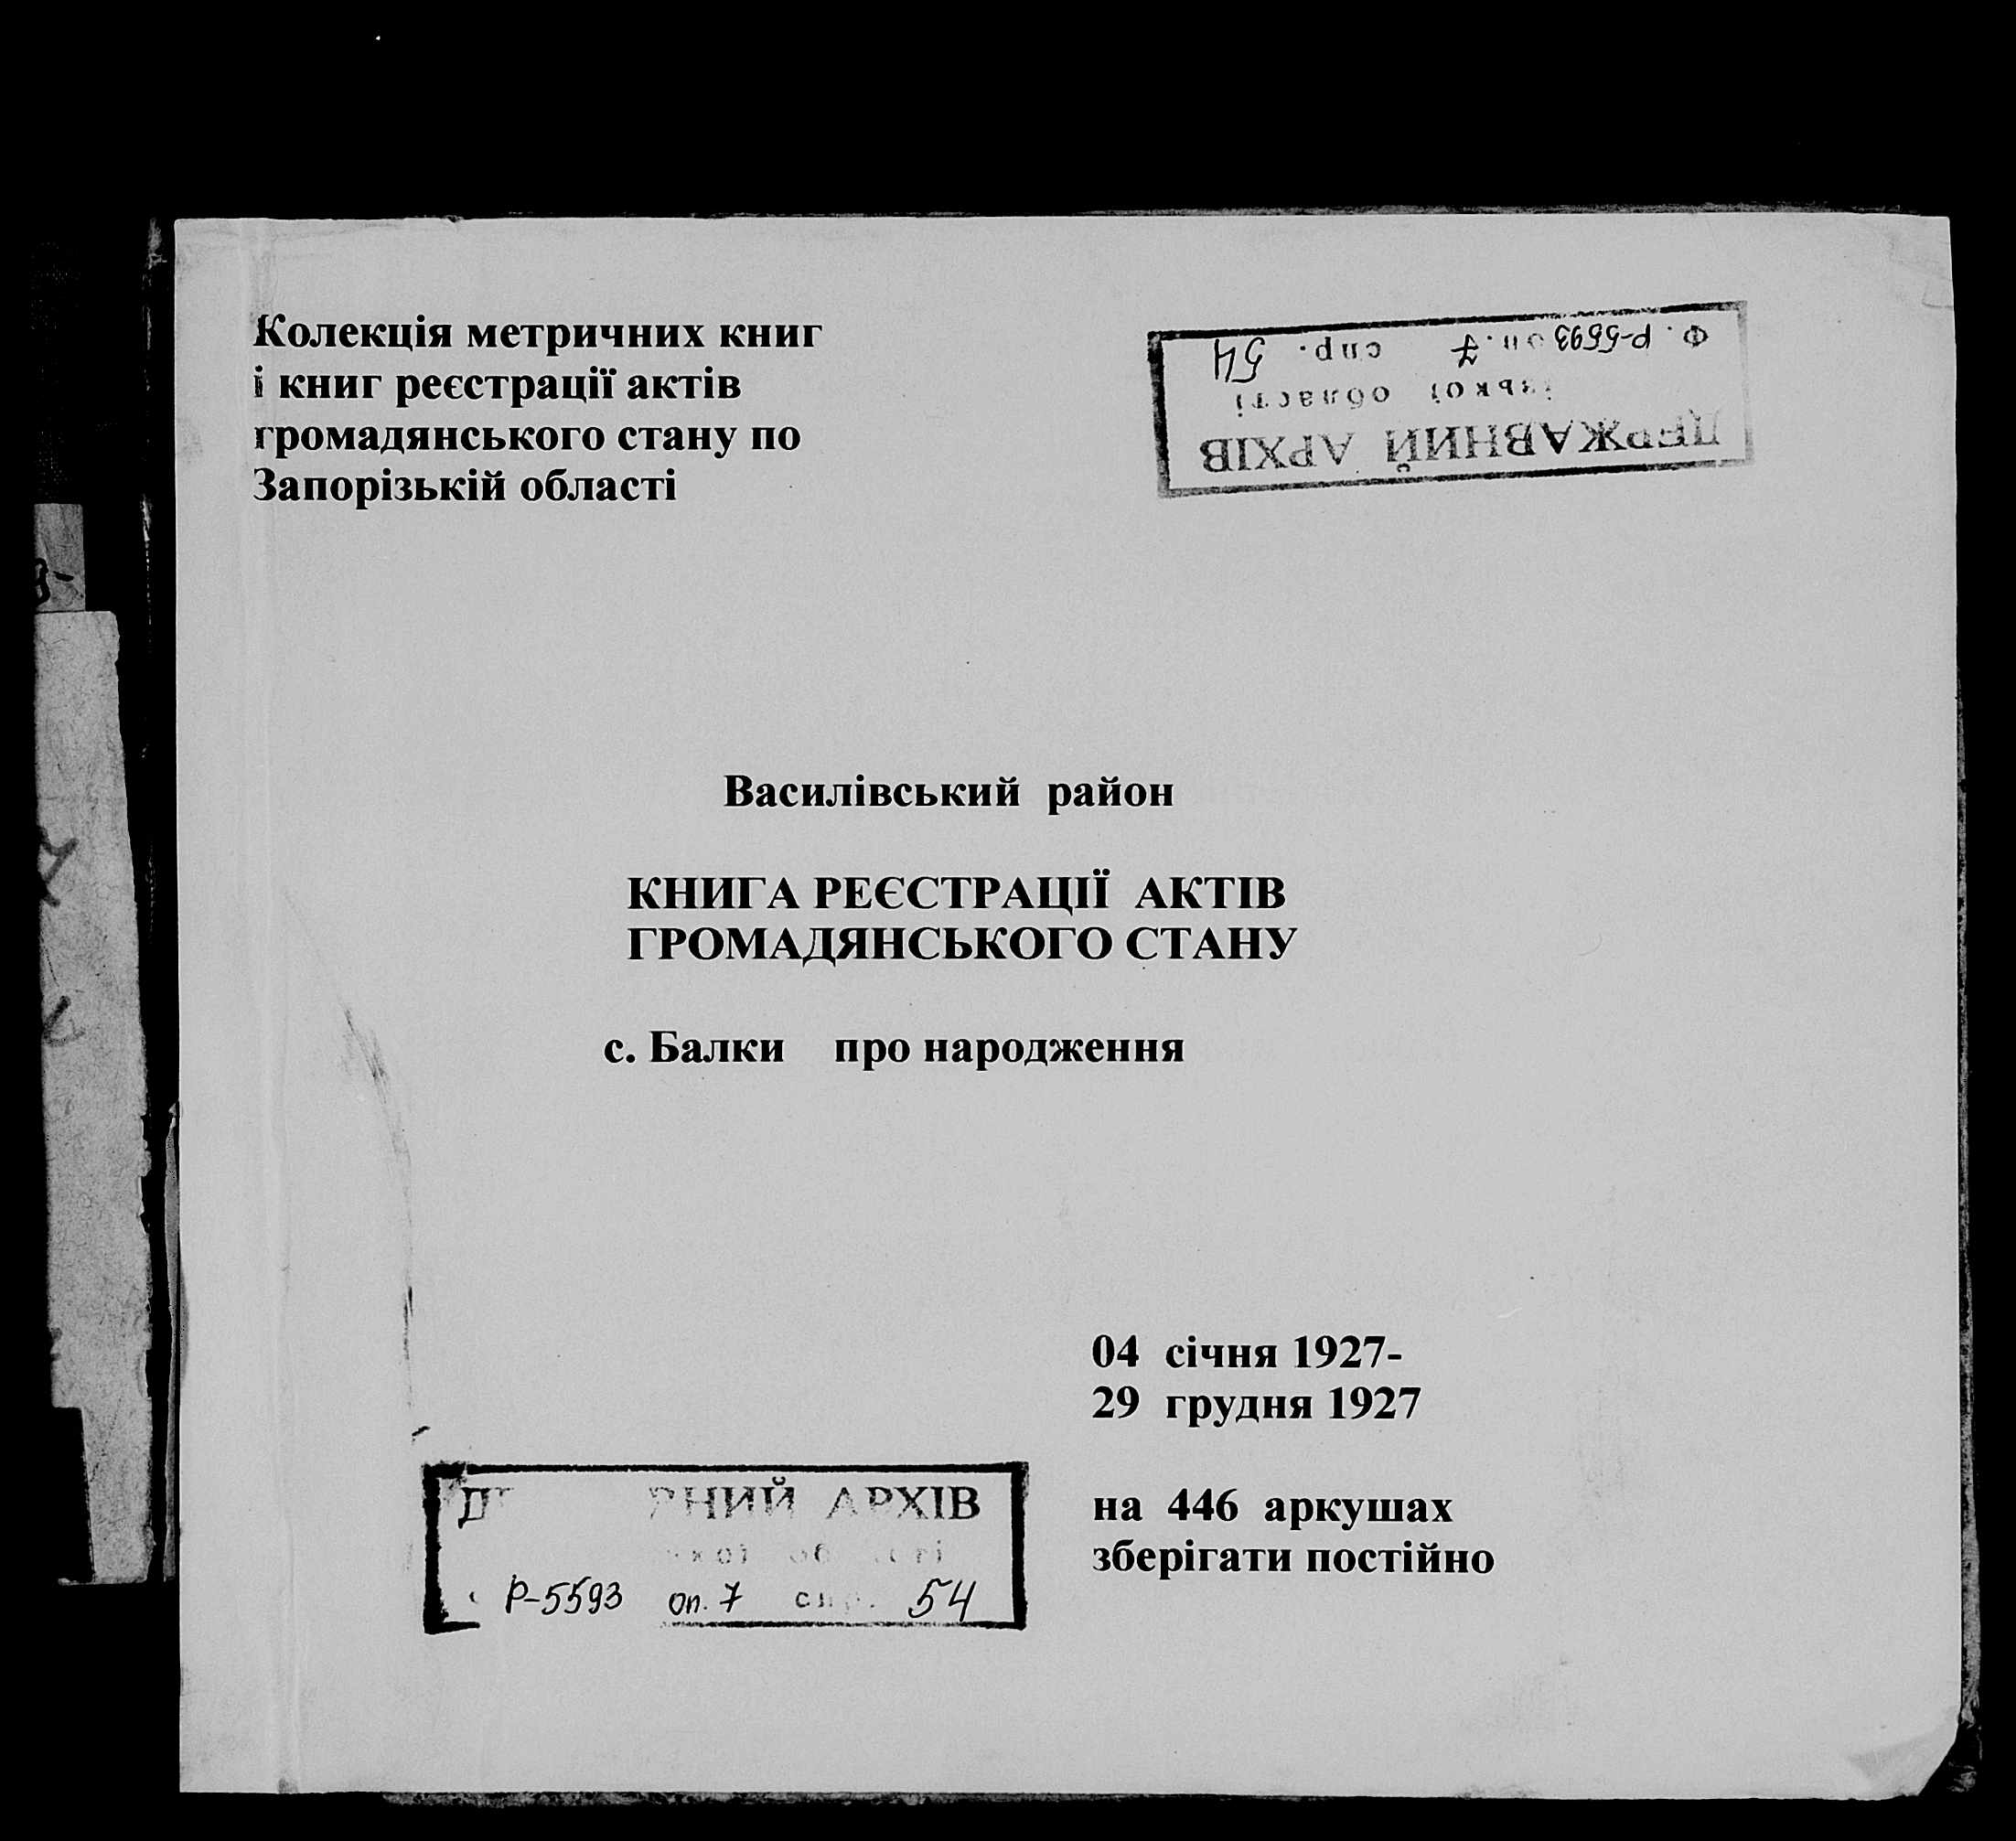 Колекція метричних книг
і книг реєстрації актів
громадянського стану по
Запорізькій області
ДЕРЖАВНИЙ АРХІВ
області
Ф. Р-5593 оп. 7 спр. 54
Василівський район
КНИГА РЕЄСТРАЦІЇ АКТІВ
ГРОМАДЯНСЬКОГО СТАНУ
с. Балки про народження
04 січня 1927-
29 грудня 1927
на 446 аркушах
зберігати постійно
АРХІВ
Р-5593 оп. 7 спр. 54